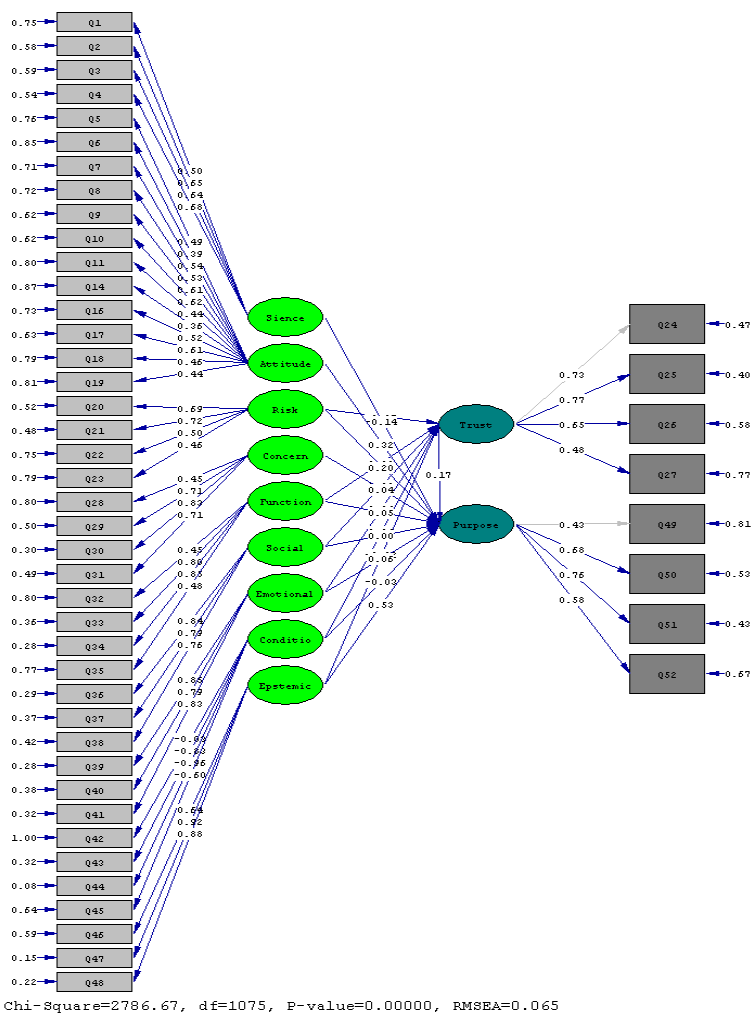 0.75 Q1
0.58 Q2
0.59 Q3
0.54 Q4
0.76 Q5
0.85 Q6
0.71 Q7
0.72 Q8
0.62 Q9
0.62 Q10
0.80 Q11
0.87 Q14
0.73 Q16
0.63 Q17
0.79 Q18
0.81 Q19
0.52 Q20
0.48 Q21
0.75 Q22
0.79 Q23
0.80 Q28
0.50 Q29
0.30 Q30
0.49 Q31
0.80 Q32
0.36 Q33
0.28 Q34
0.77 Q35
0.29 Q36
0.37 Q37
0.42 Q38
0.28 Q39
0.38 Q40
0.32 Q41
1.00 Q42
0.32 Q43
0.08 Q44
0.64 Q45
0.59 Q46
0.15 Q47
0.22 Q48
0.50
0.65
0.64
0.68
0.49
0.39
0.54
0.53
0.61
0.62
0.44
0.36
0.52
0.61
0.46
0.44
0.69
0.72
0.50
0.46
0.45
0.71
0.83
0.71
0.45
0.80
0.85
0.48
0.84
0.79
0.76
0.85
0.79
0.83
-0.83
-0.96
-0.60
0.64
0.92
0.88
Sience
Attitude
Risk
Concern
Function
Social
Emotional
Conditio
Epstemic
-0.14
0.32
0.20
0.04
0.05
0.00
-0.03
0.53
Trust
0.17
Purpose
0.73
0.77
0.65
0.48
0.43
0.68
0.76
0.58
Q24 0.47
Q25 0.40
Q26 0.58
Q27 0.77
Q49 0.81
Q50 0.53
Q51 0.43
Q52 0.67
Chi-Square=2786.67, df=1075, P-value=0.00000, RMSEA=0.065